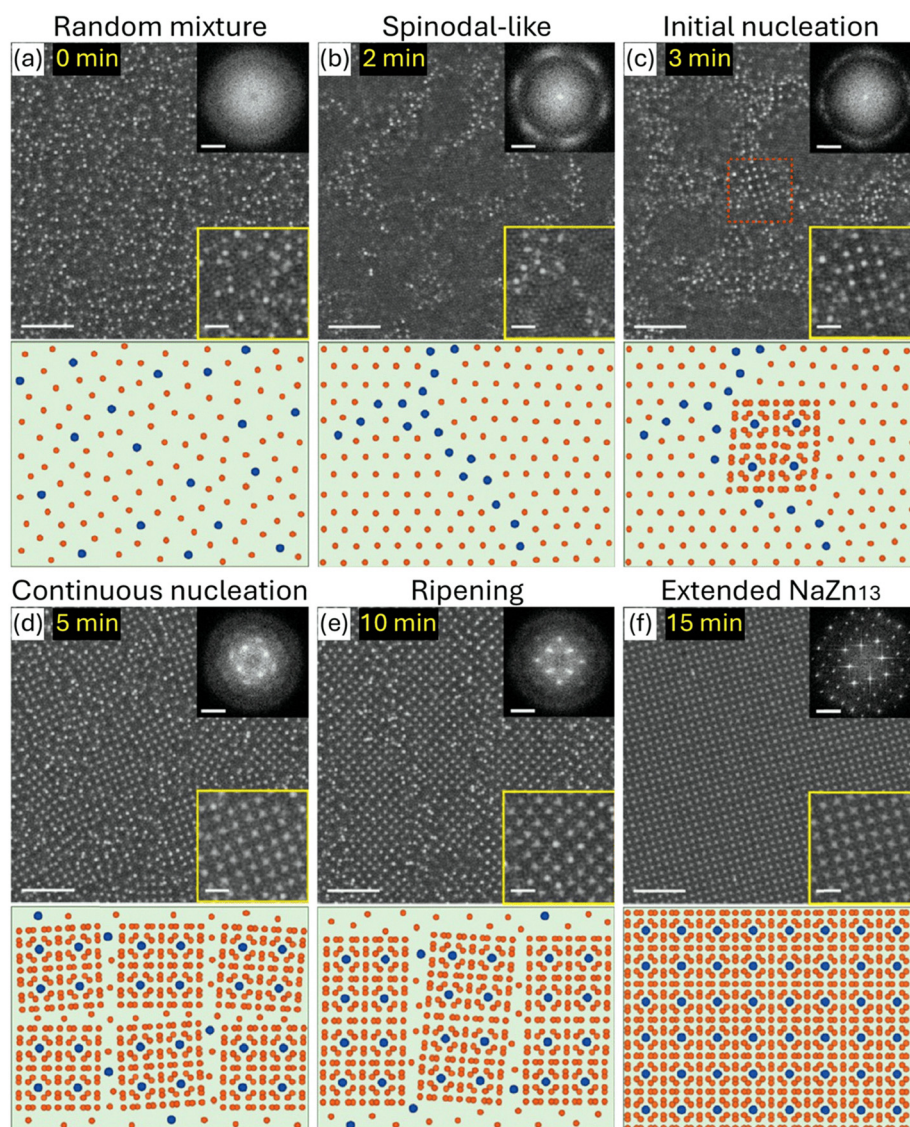 Random mixture
Spinodal-like
Initial nucleation
(a) 0 min
(b) 2 min
(c) 3 min
Continuous nucleation
Ripening
Extended NaZn₁₃
(d) 5 min
(e) 10 min
(f) 15 min